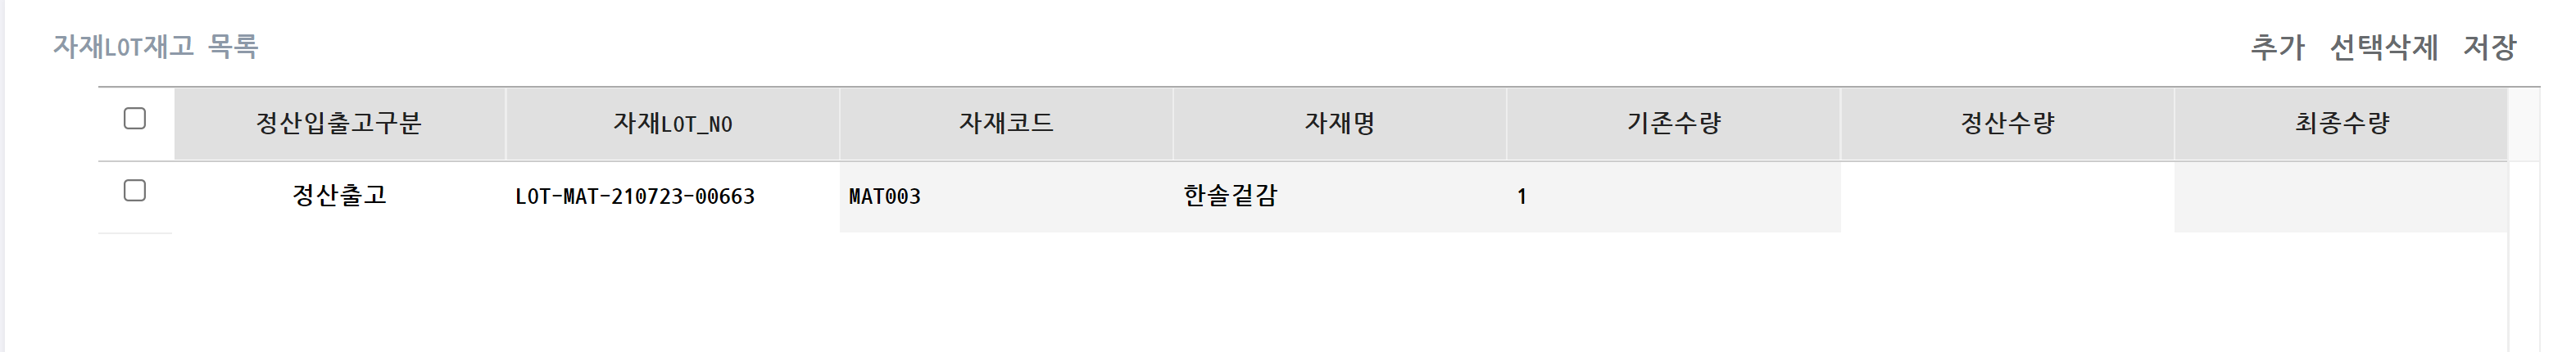 자재LOT재고 목록 추가 선택삭제 저장
정산입출고구분 자재LOT_NO 자재코드 자재명 기존수량 정산수량 최종수량
정산출고 LOT-MAT-210723-00663 MAT003 한솔겉감 1